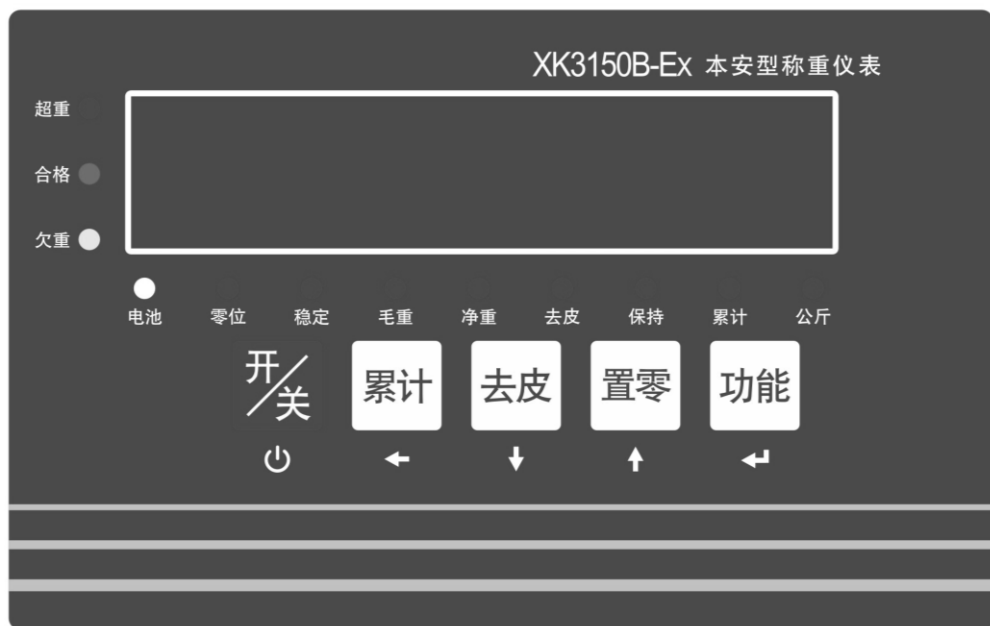 XK3150B-Ex 本安型称重仪表
超重
合格
欠重
电池 零位 稳定 毛重 净重 去皮 保持 累计 公斤
开/关 累计 去皮 置零 功能